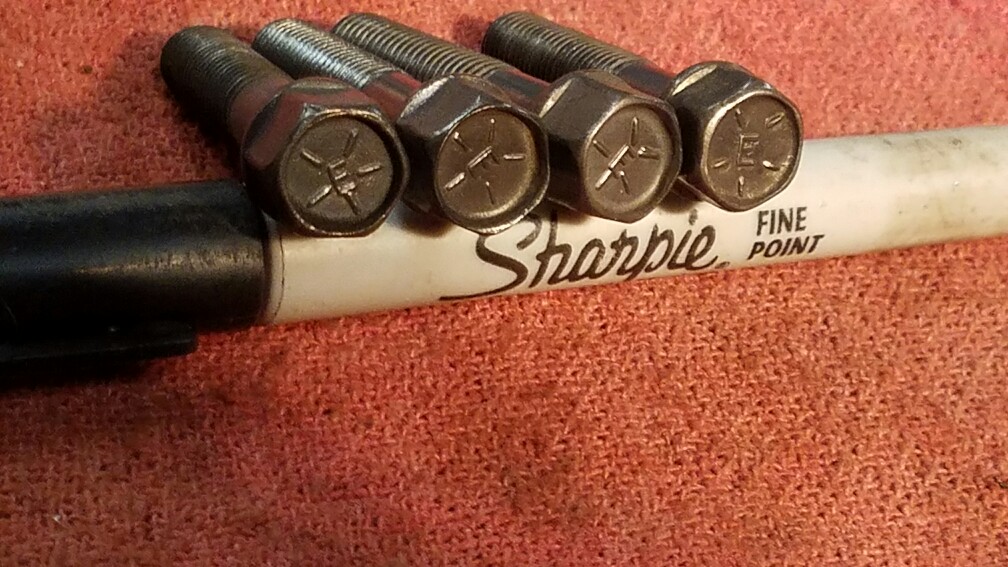 E
E
Sharpie.
FINE
POINT